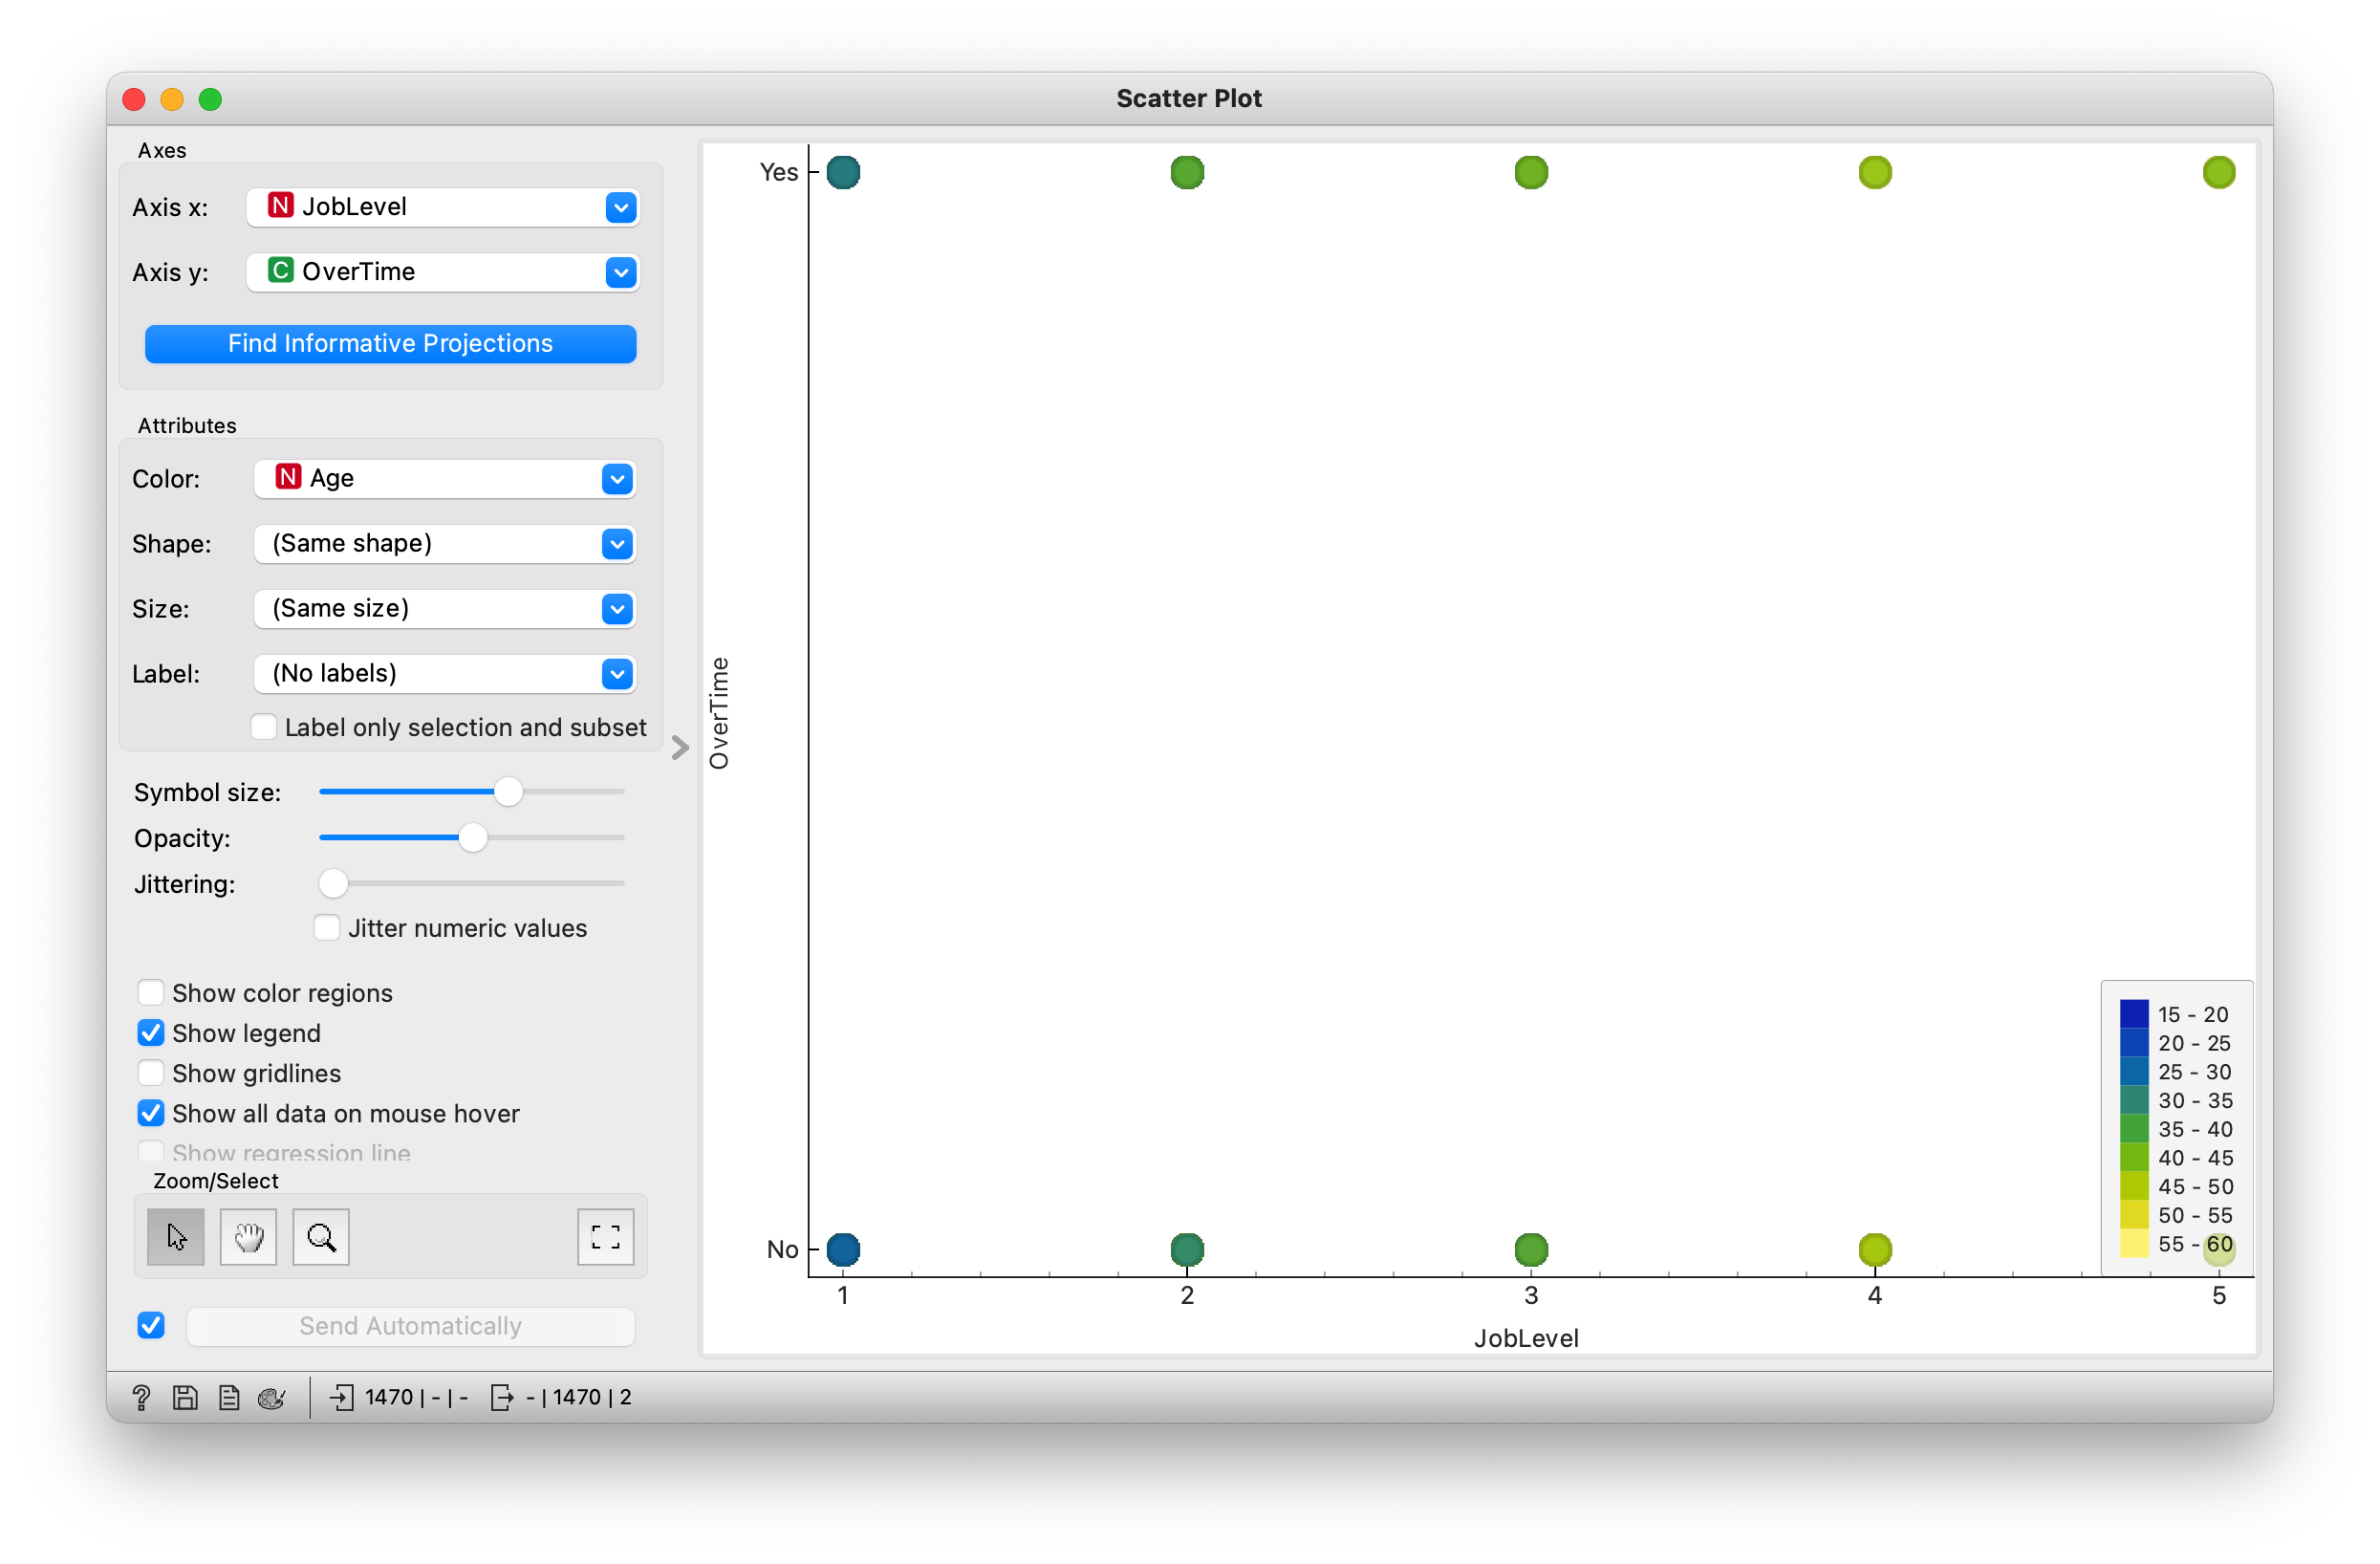 Scatter Plot
Axes
Axis x: N JobLevel
Axis y: C OverTime
Find Informative Projections
Attributes
Color: N Age
Shape: (Same shape)
Size: (Same size)
Label: (No labels)
Label only selection and subset
Symbol size:
Opacity:
Jittering:
Jitter numeric values
Show color regions
Show legend
Show gridlines
Show all data on mouse hover
Show regression line
Zoom/Select
Send Automatically
? 1470 | - | - - | 1470 | 2
Yes
OverTime
No
1 2 3 4 5
JobLevel
15 - 20
20 - 25
25 - 30
30 - 35
35 - 40
40 - 45
45 - 50
50 - 55
55 - 60